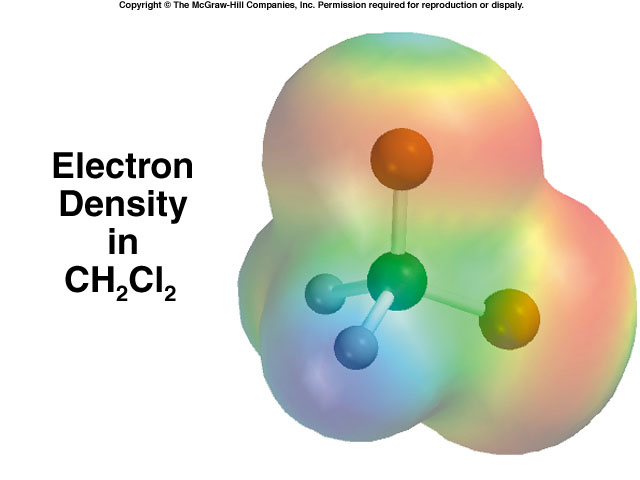 Copyright © The McGraw-Hill Companies, Inc. Permission required for reproduction or dispaly.
Electron
Density
in
CH₂Cl₂